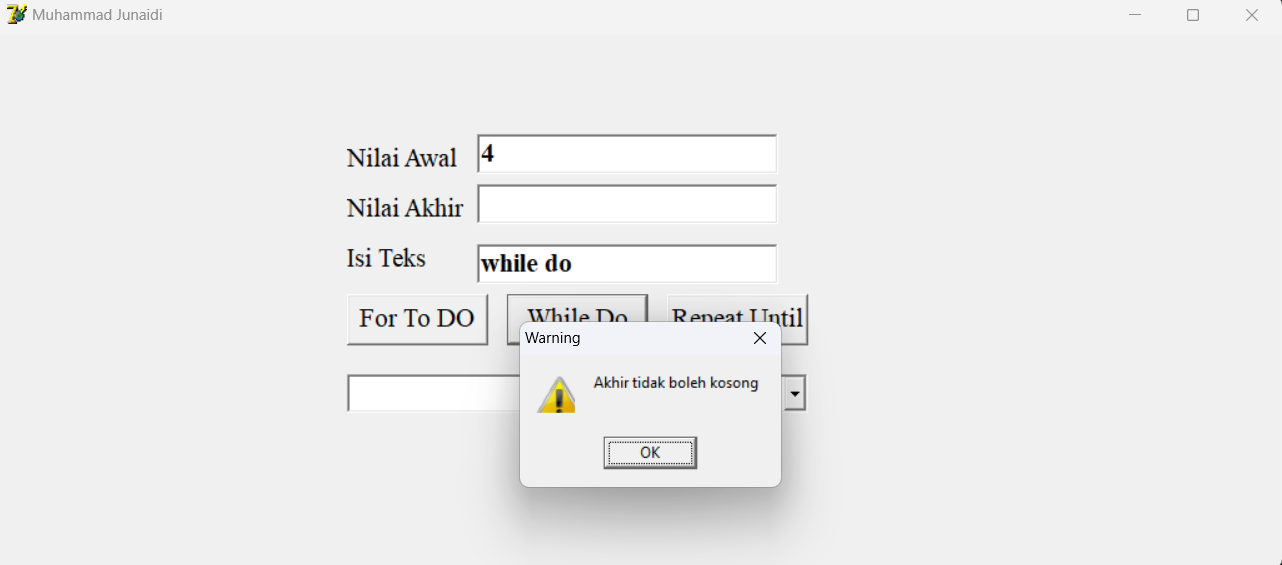 Muhammad Junaidi
Nilai Awal 4
Nilai Akhir
Isi Teks while do
For To DO While Do Repeat Until
Warning
Akhir tidak boleh kosong
OK